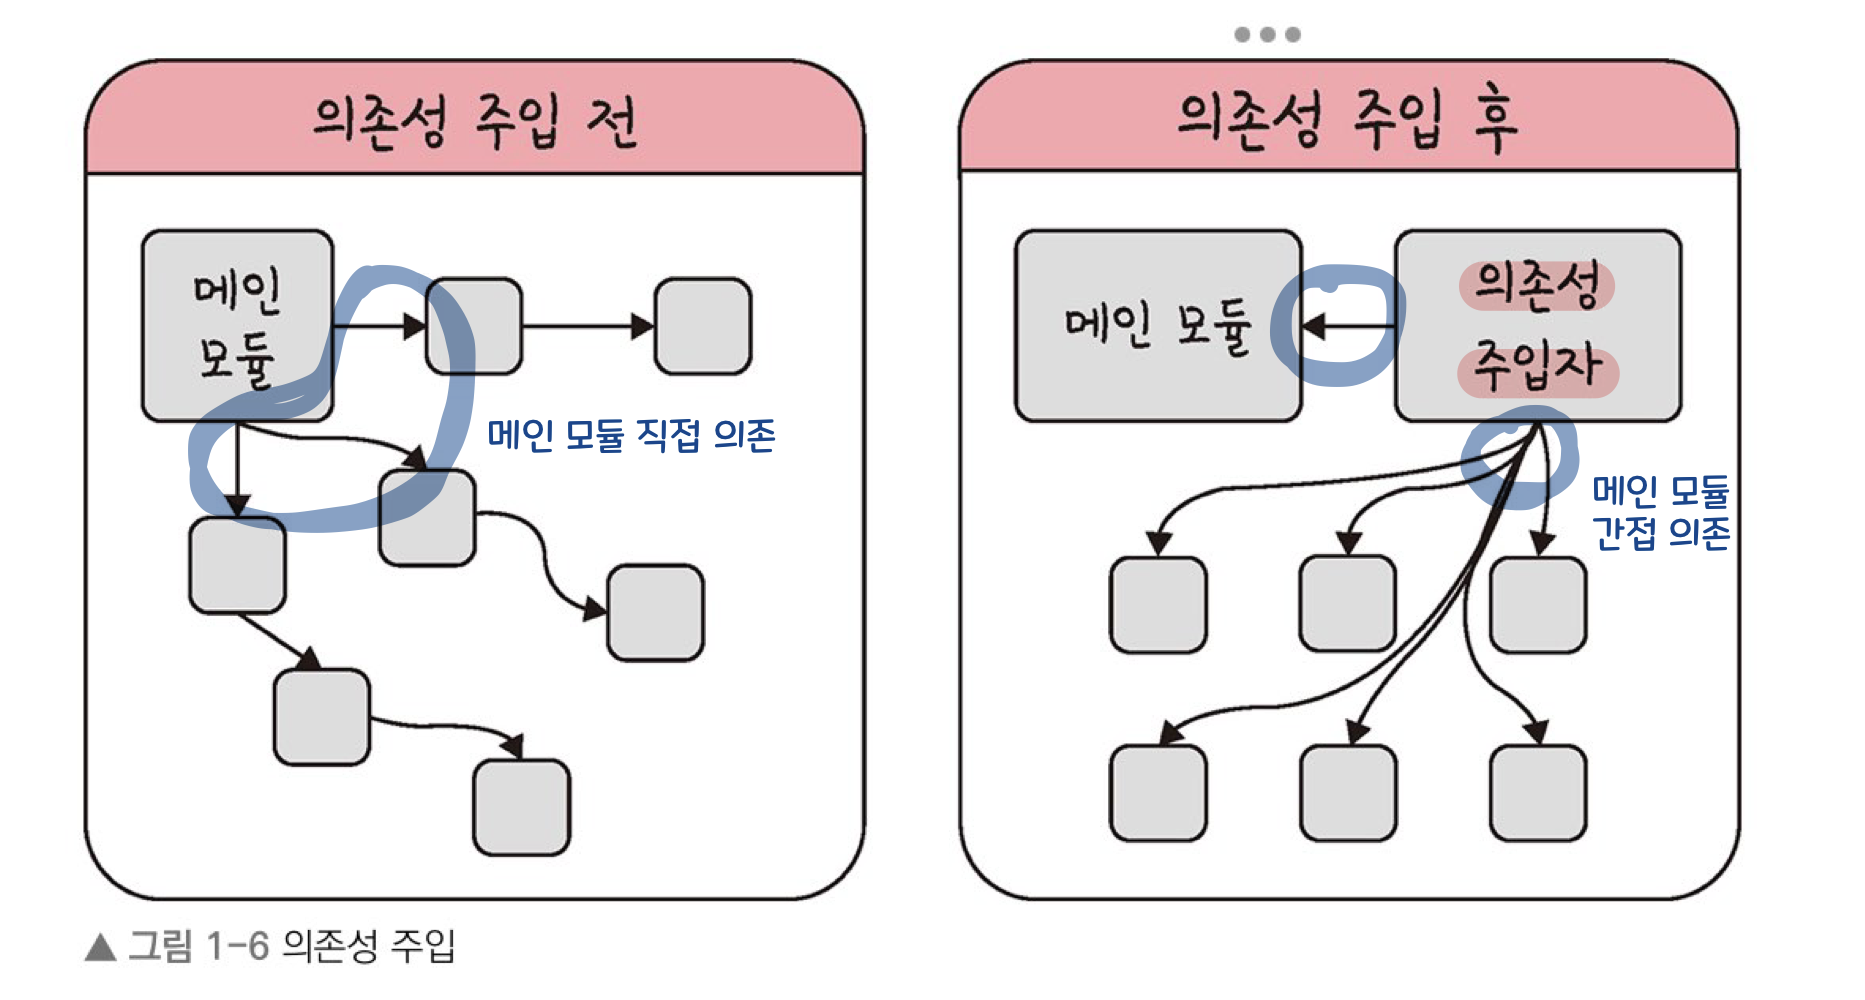 의존성 주입 전
메인
모듈
메인 모듈 직접 의존
의존성 주입 후
메인 모듈
의존성
주입자
메인 모듈
간접 의존
▲ 그림 1-6 의존성 주입